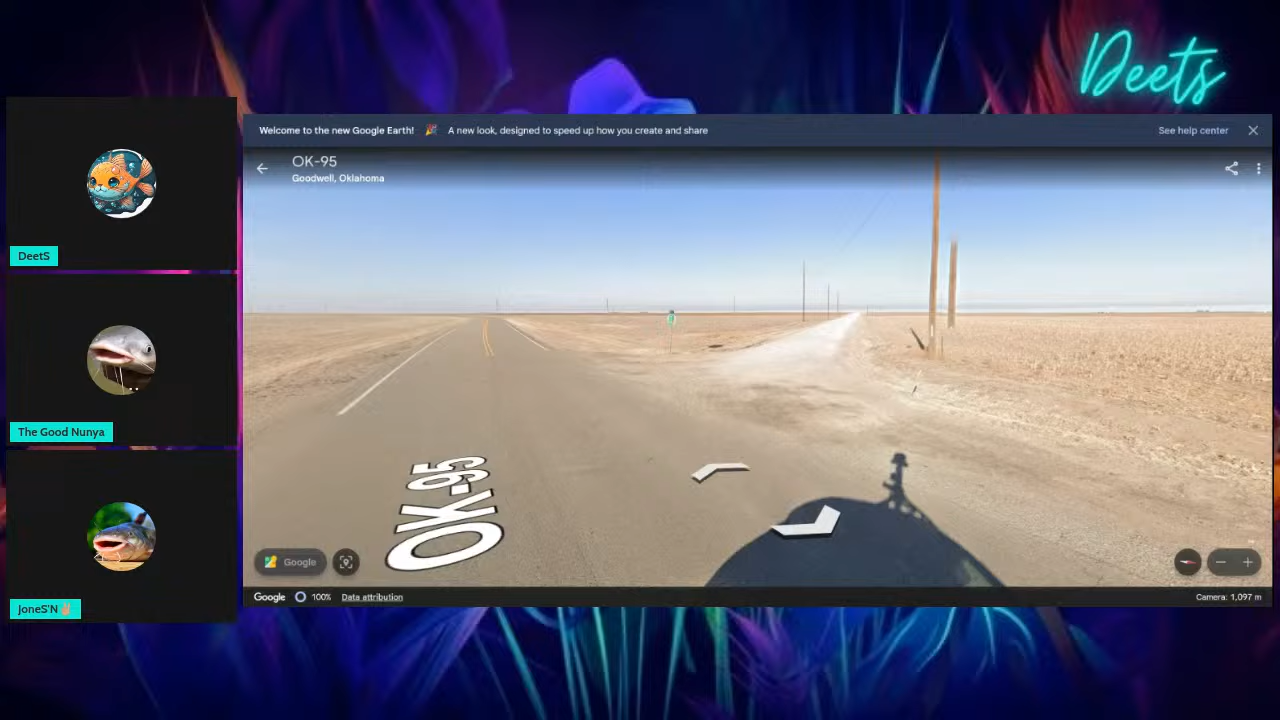 Deets
Welcome to the new Google Earth! 🎉 A new look, designed to speed up how you create and share
See help center
OK-95
Goodwell, Oklahoma
DeetS
The Good Nunya
JoneS'N✌🏼
OK-95
Google
Google 100% Data attribution
Camera: 1,097 m